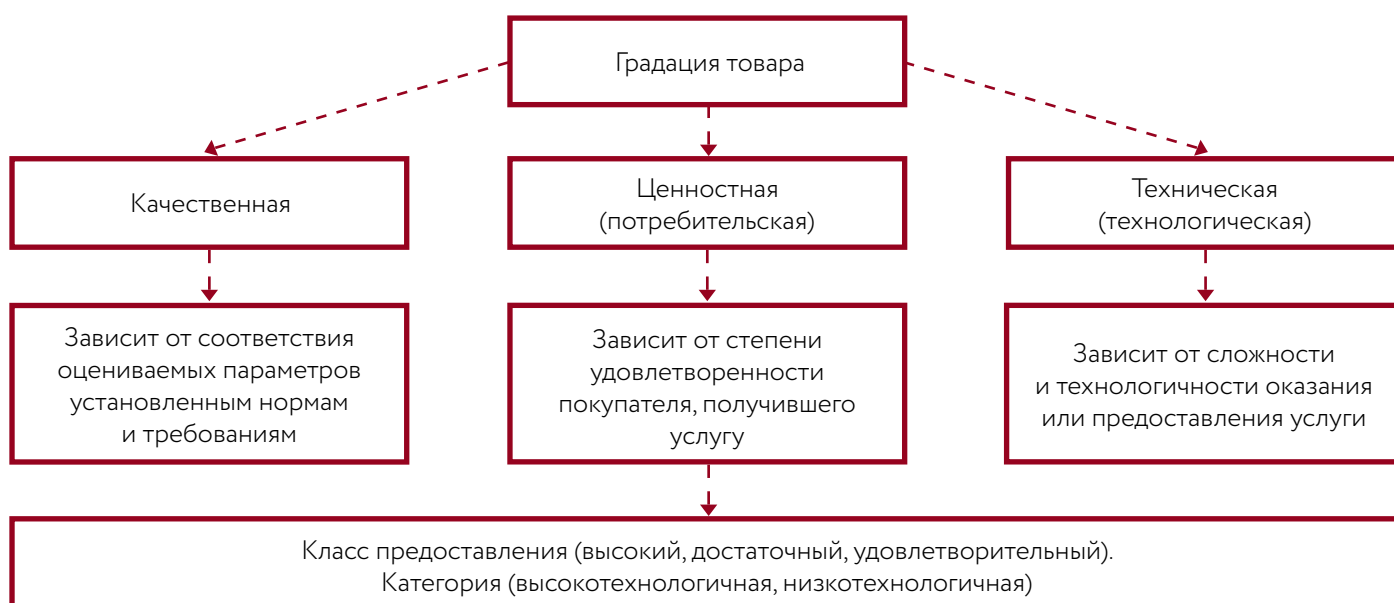 Градация товара
Качественная
Ценностная
(потребительская)
Техническая
(технологическая)
Зависит от соответствия
оцениваемых параметров
установленным нормам
и требованиям
Зависит от степени
удовлетворенности
покупателя, получившего
услугу
Зависит от сложности
и технологичности оказания
или предоставления услуги
Класс предоставления (высокий, достаточный, удовлетворительный).
Категория (высокотехнологичная, низкотехнологичная)